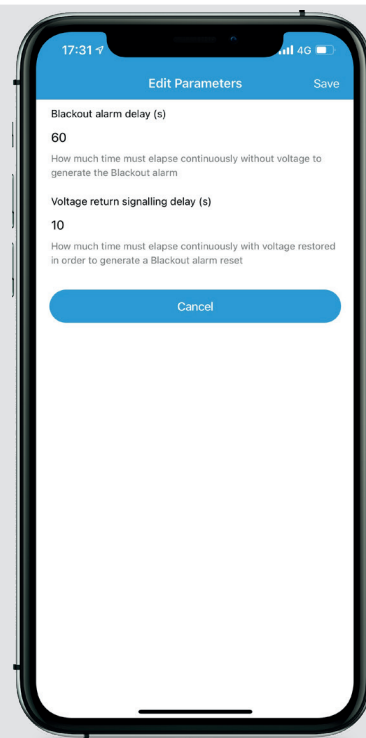 17:31
4G
Edit Parameters
Save
Blackout alarm delay (s)
60
How much time must elapse continuously without voltage to
generate the Blackout alarm
Voltage return signalling delay (s)
10
How much time must elapse continuously with voltage restored
in order to generate a Blackout alarm reset
Cancel